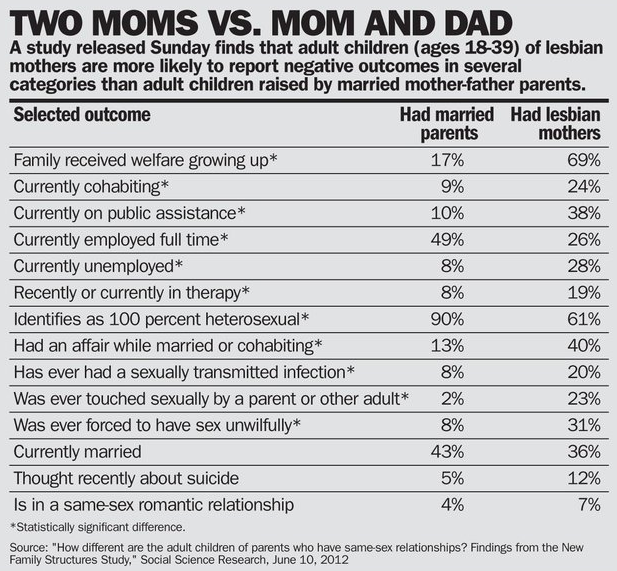 TWO MOMS VS. MOM AND DAD
A study released Sunday finds that adult children (ages 18-39) of lesbian
mothers are more likely to report negative outcomes in several
categories than adult children raised by married mother-father parents.
Selected outcome Had married parents Had lesbian mothers
Family received welfare growing up* 17% 69%
Currently cohabiting* 9% 24%
Currently on public assistance* 10% 38%
Currently employed full time* 49% 26%
Currently unemployed* 8% 28%
Recently or currently in therapy* 8% 19%
Identifies as 100 percent heterosexual* 90% 61%
Had an affair while married or cohabiting* 13% 40%
Has ever had a sexually transmitted infection* 8% 20%
Was ever touched sexually by a parent or other adult* 2% 23%
Was ever forced to have sex unwilfully* 8% 31%
Currently married 43% 36%
Thought recently about suicide 5% 12%
Is in a same-sex romantic relationship 4% 7%
*Statistically significant difference.
Source: "How different are the adult children of parents who have same-sex relationships? Findings from the New
Family Structures Study," Social Science Research, June 10, 2012